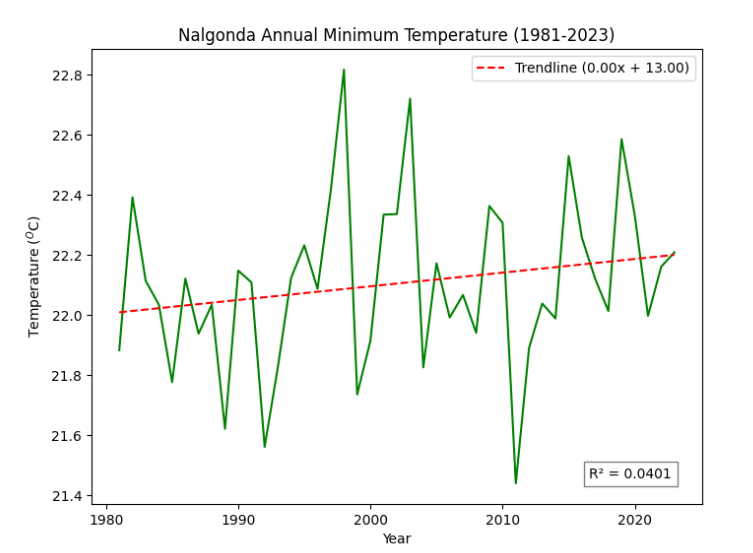 Nalgonda Annual Minimum Temperature (1981-2023)
Trendline (0.00x + 13.00)
22.8
22.6
22.4
22.2
22.0
21.8
21.6
21.4
Temperature (ᴼC)
R² = 0.0401
1980
1990
2000
2010
2020
Year